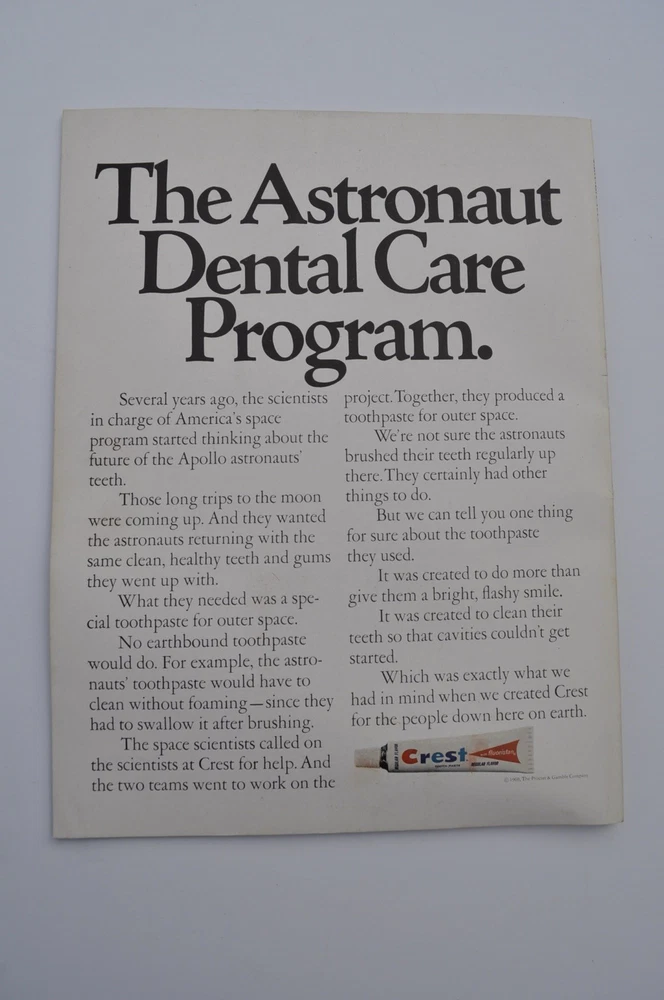 The Astronaut
Dental Care
Program.
Several years ago, the scientists
in charge of America's space
program started thinking about the
future of the Apollo astronauts'
teeth.
Those long trips to the moon
were coming up. And they wanted
the astronauts returning with the
same clean, healthy teeth and gums
they went up with.
What they needed was a spe-
cial toothpaste for outer space.
No earthbound toothpaste
would do. For example, the astro-
nauts' toothpaste would have to
clean without foaming—since they
had to swallow it after brushing.
The space scientists called on
the scientists at Crest for help. And
the two teams went to work on the
project. Together, they produced a
toothpaste for outer space.
We're not sure the astronauts
brushed their teeth regularly up
there. They certainly had other
things to do.
But we can tell you one thing
for sure about the toothpaste
they used.
It was created to do more than
give them a bright, flashy smile.
It was created to clean their
teeth so that cavities couldn't get
started.
Which was exactly what we
had in mind when we created Crest
for the people down here on earth.
Crest
REGULAR FLAVOR
The Procter & Gamble Company